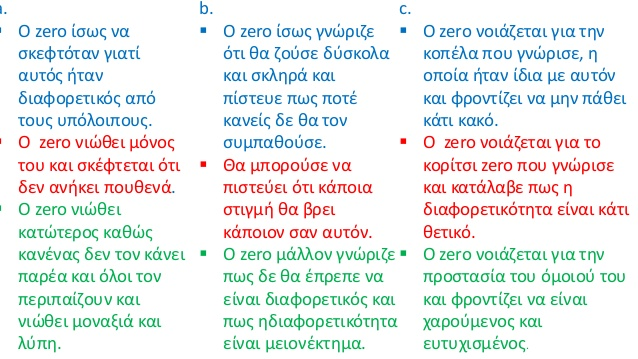 a.
Ο zero ίσως να
σκεφτόταν γιατί
αυτός ήταν
διαφορετικός από
τους υπόλοιπους.
Ο zero νιώθει μόνος
του και σκέφτεται ότι
δεν ανήκει πουθενά.
Ο zero νιώθει
κατώτερος καθώς
κανένας δεν τον κάνει
παρέα και όλοι τον
περιπαίζουν και
νιώθει μοναξιά και
λύπη.
b.
Ο zero ίσως γνώριζε
ότι θα ζούσε δύσκολα
και σκληρά και
πίστευε πως ποτέ
κανείς δε θα τον
συμπαθούσε.
Θα μπορούσε να
πιστεύει ότι κάποια
στιγμή θα βρει
κάποιον σαν αυτόν.
Ο zero μάλλον γνωρίζε
πως δε θα έπρεπε να
είναι διαφορετικός και
πως ηδιαφορετικότητα
είναι μειονέκτημα.
c.
Ο zero νοιάζεται για την
κοπέλα που γνώρισε, η
οποία ήταν ίδια με αυτόν
και φροντίζει να μην πάθει
κάτι κακό.
Ο zero νοιάζεται για το
κορίτσι zero που γνώρισε
και κατάλαβε πως η
διαφορετικότητα είναι κάτι
θετικό.
Ο zero νοιάζεται για την
προστασία του όμοιού του
και φροντίζει να είναι
χαρούμενος και
ευτυχισμένος.